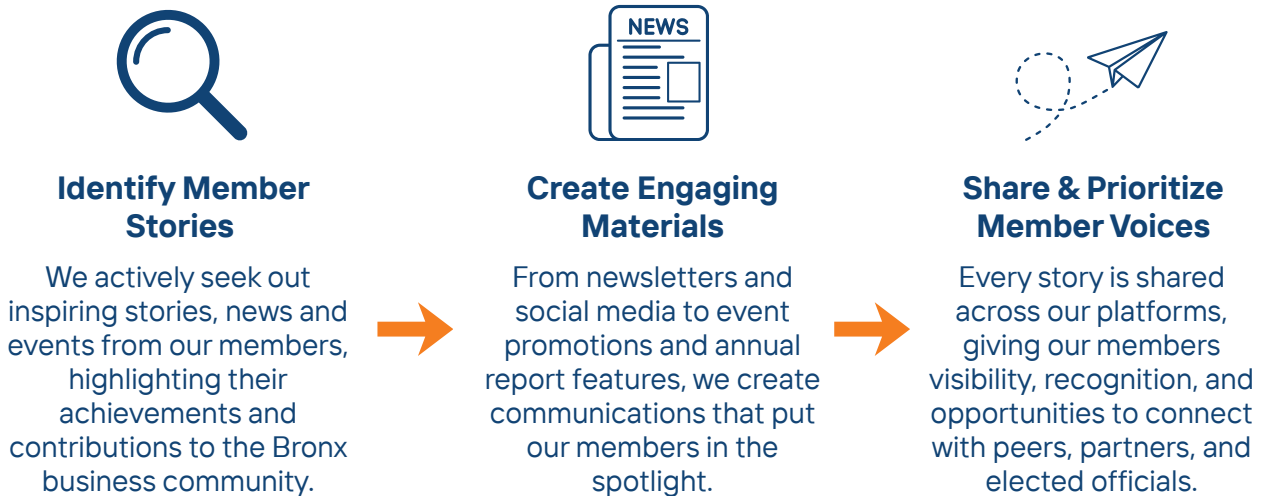 NEWS
Identify Member
Stories
We actively seek out
inspiring stories, news and
events from our members,
highlighting their
achievements and
contributions to the Bronx
business community.
Create Engaging
Materials
From newsletters and
social media to event
promotions and annual
report features, we create
communications that put
our members in the
spotlight.
Share & Prioritize
Member Voices
Every story is shared
across our platforms,
giving our members
visibility, recognition, and
opportunities to connect
with peers, partners, and
elected officials.